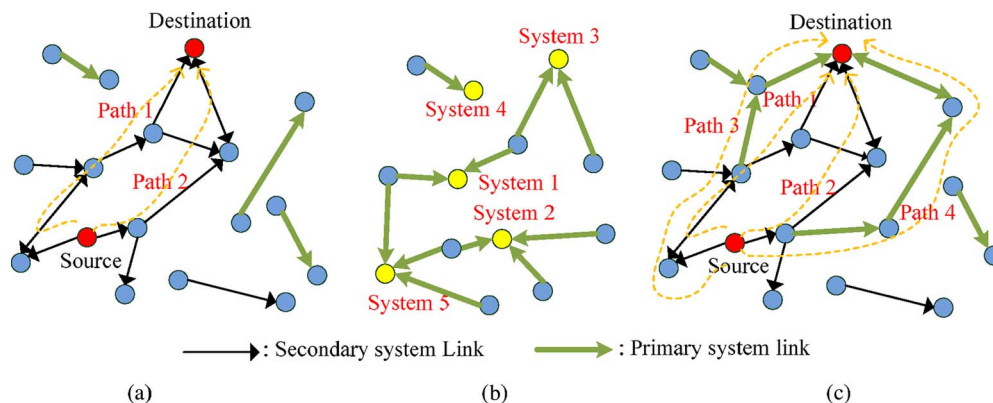 Destination
Path 1
Path 2
Source
System 3
System 4
System 1
System 2
System 5
Destination
Path 1
Path 3
Path 2
Path 4
Source
: Secondary system Link
: Primary system link
(a)
(b)
(c)